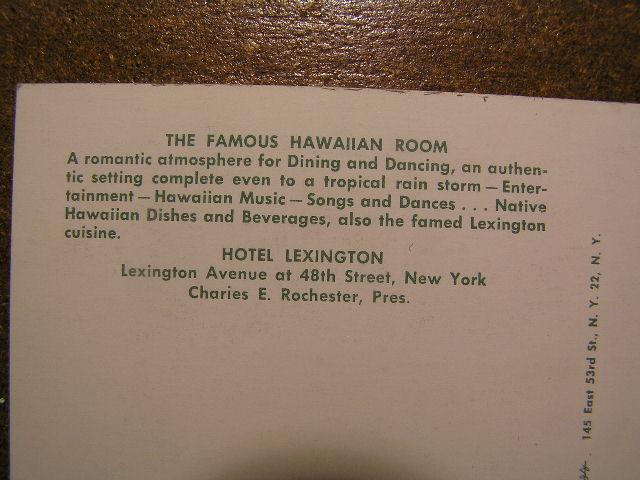 THE FAMOUS HAWAIIAN ROOM
A romantic atmosphere for Dining and Dancing, an authen-
tic setting complete even to a tropical rain storm — Enter-
tainment — Hawaiian Music — Songs and Dances . . . Native
Hawaiian Dishes and Beverages, also the famed Lexington
cuisine.
HOTEL LEXINGTON
Lexington Avenue at 48th Street, New York
Charies E. Rochester, Pres.
145 East 53rd St., N. Y. 22, N. Y.